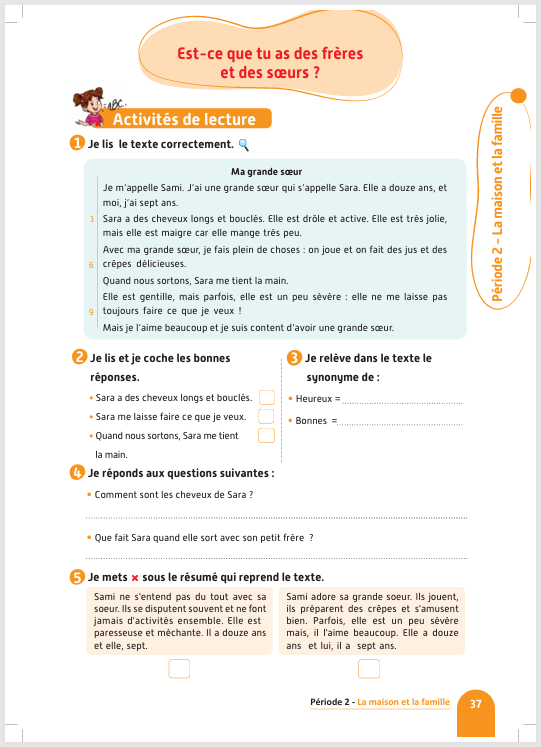 Est-ce que tu as des frères
et des sœurs ?
ABC
Activités de lecture
1 Je lis le texte correctement.
Ma grande sœur
Je m'appelle Sami. J'ai une grande sœur qui s'appelle Sara. Elle a douze ans, et
moi, j'ai sept ans.
3 Sara a des cheveux longs et bouclés. Elle est drôle et active. Elle est très jolie,
mais elle est maigre car elle mange très peu.
Avec ma grande sœur, je fais plein de choses : on joue et on fait des jus et des
6 crêpes délicieuses.
Quand nous sortons, Sara me tient la main.
Elle est gentille, mais parfois, elle est un peu sévère : elle ne me laisse pas
9 toujours faire ce que je veux !
Mais je l'aime beaucoup et je suis content d'avoir une grande sœur.
2 Je lis et je coche les bonnes
réponses.
• Sara a des cheveux longs et bouclés.
• Sara me laisse faire ce que je veux.
• Quand nous sortons, Sara me tient
la main.
3 Je relève dans le texte le
synonyme de :
• Heureux =
• Bonnes =
4 Je réponds aux questions suivantes :
• Comment sont les cheveux de Sara ?
• Que fait Sara quand elle sort avec son petit frère ?
5 Je mets × sous le résumé qui reprend le texte.
Sami ne s'entend pas du tout avec sa
soeur. Ils se disputent souvent et ne font
jamais d'activités ensemble. Elle est
paresseuse et méchante. Il a douze ans
et elle, sept.
Sami adore sa grande soeur. Ils jouent,
ils préparent des crêpes et s'amusent
bien. Parfois, elle est un peu sévère
mais, il l'aime beaucoup. Elle a douze
ans et lui, il a sept ans.
Période 2 - La maison et la famille
Période 2 - La maison et la famille
37